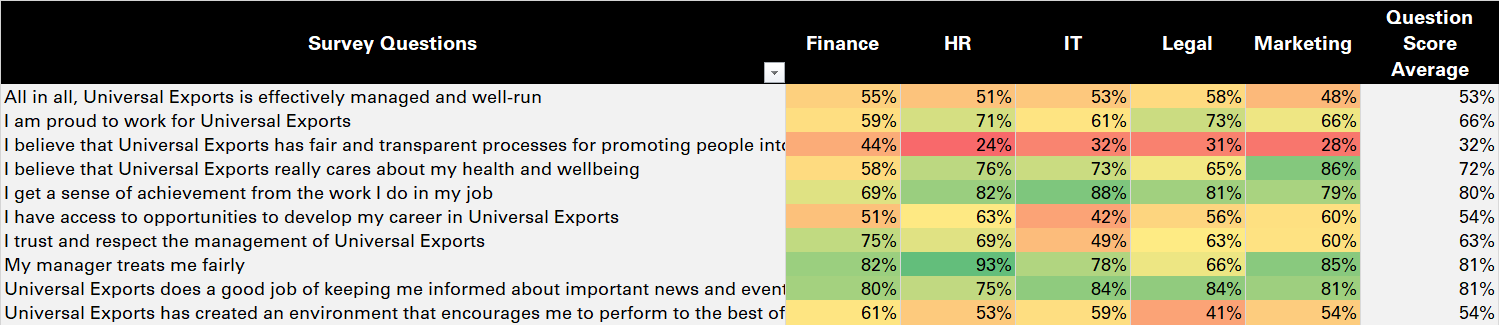 Survey Questions Finance HR IT Legal Marketing Question Score Average
All in all, Universal Exports is effectively managed and well-run 55% 51% 53% 58% 48% 53%
I am proud to work for Universal Exports 59% 71% 61% 73% 66% 66%
I believe that Universal Exports has fair and transparent processes for promoting people into 44% 24% 32% 31% 28% 32%
I believe that Universal Exports really cares about my health and wellbeing 58% 76% 73% 65% 86% 72%
I get a sense of achievement from the work I do in my job 69% 82% 88% 81% 79% 80%
I have access to opportunities to develop my career in Universal Exports 51% 63% 42% 56% 60% 54%
I trust and respect the management of Universal Exports 75% 69% 49% 63% 60% 63%
My manager treats me fairly 82% 93% 78% 66% 85% 81%
Universal Exports does a good job of keeping me informed about important news and event 80% 75% 84% 84% 81% 81%
Universal Exports has created an environment that encourages me to perform to the best of 61% 53% 59% 41% 54% 54%